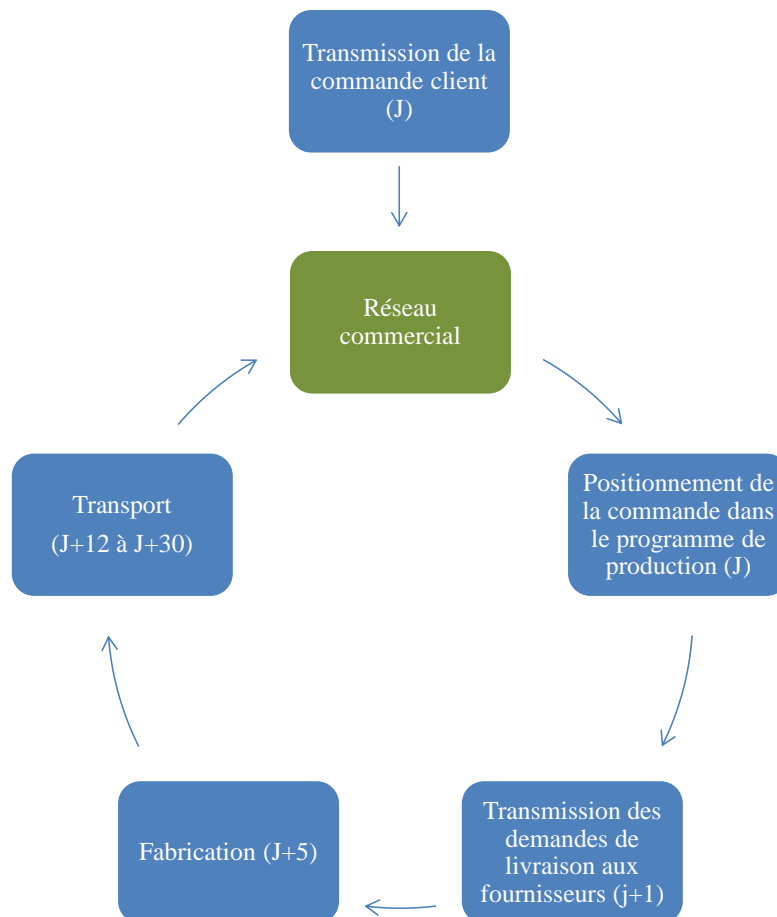 Transmission de la
commande client
(J)
Réseau
commercial
Positionnement de
la commande dans
le programme de
production (J)
Transmission des
demandes de
livraison aux
fournisseurs (j+1)
Fabrication (J+5)
Transport
(J+12 à J+30)